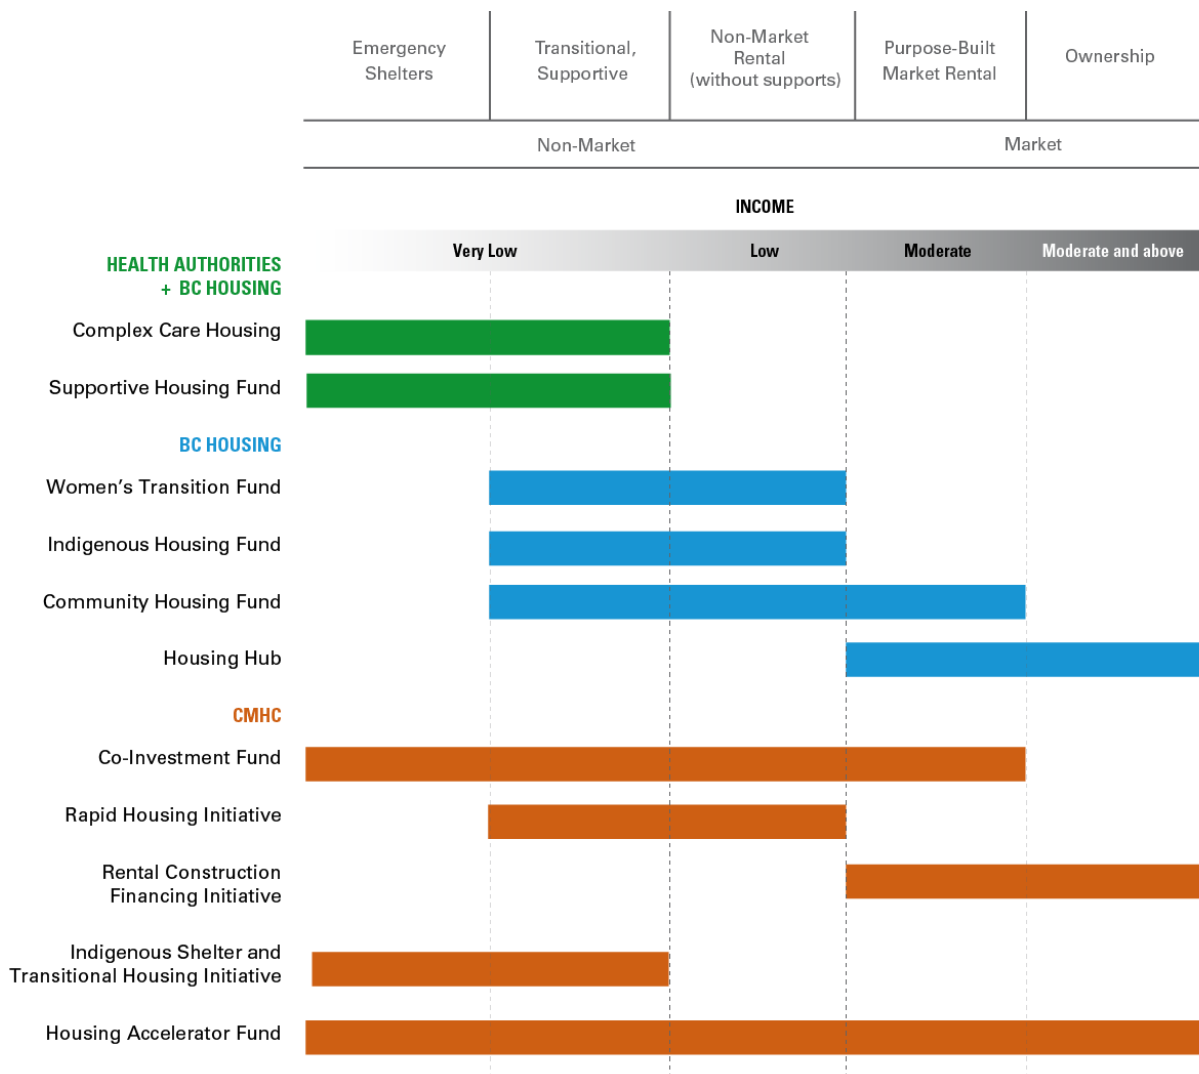 Emergency
Shelters
Transitional,
Supportive
Non-Market
Rental
(without supports)
Purpose-Built
Market Rental
Ownership
Non-Market
Market
INCOME
Very Low
Low
Moderate
Moderate and above
HEALTH AUTHORITIES
+ BC HOUSING
Complex Care Housing
Supportive Housing Fund
BC HOUSING
Women’s Transition Fund
Indigenous Housing Fund
Community Housing Fund
Housing Hub
CMHC
Co-Investment Fund
Rapid Housing Initiative
Rental Construction
Financing Initiative
Indigenous Shelter and
Transitional Housing Initiative
Housing Accelerator Fund